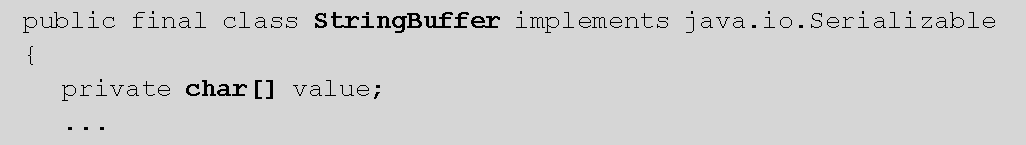 public final class StringBuffer implements java.io.Serializable
{
private char[] value;
...